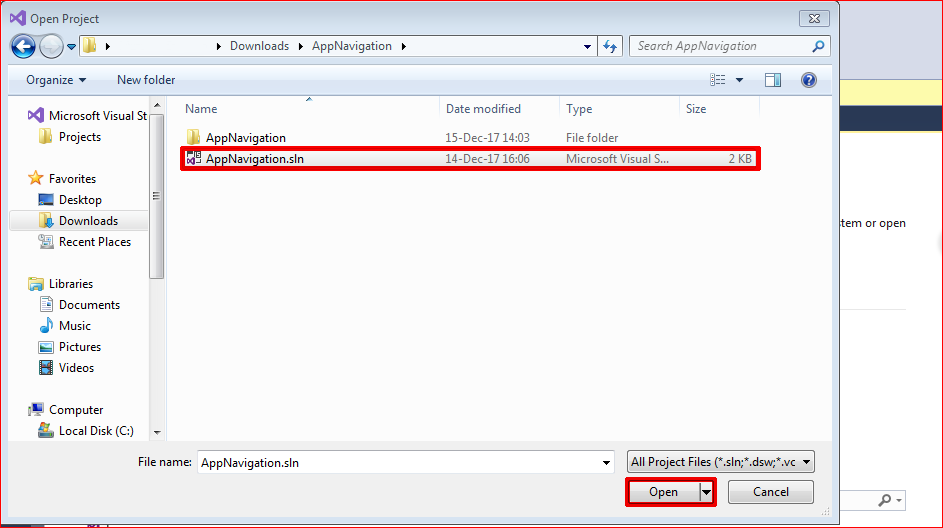 Open Project
Downloads AppNavigation Search AppNavigation
Organize New folder
Name Date modified Type Size
Microsoft Visual St
Projects
AppNavigation 15-Dec-17 14:03 File folder
AppNavigation.sln 14-Dec-17 16:06 Microsoft Visual S... 2 KB
Favorites
Desktop
Downloads
Recent Places
stem or open
Libraries
Documents
Music
Pictures
Videos
Computer
Local Disk (C:)
File name: AppNavigation.sln All Project Files (*.sln;*.dsw;*.vc
Open Cancel